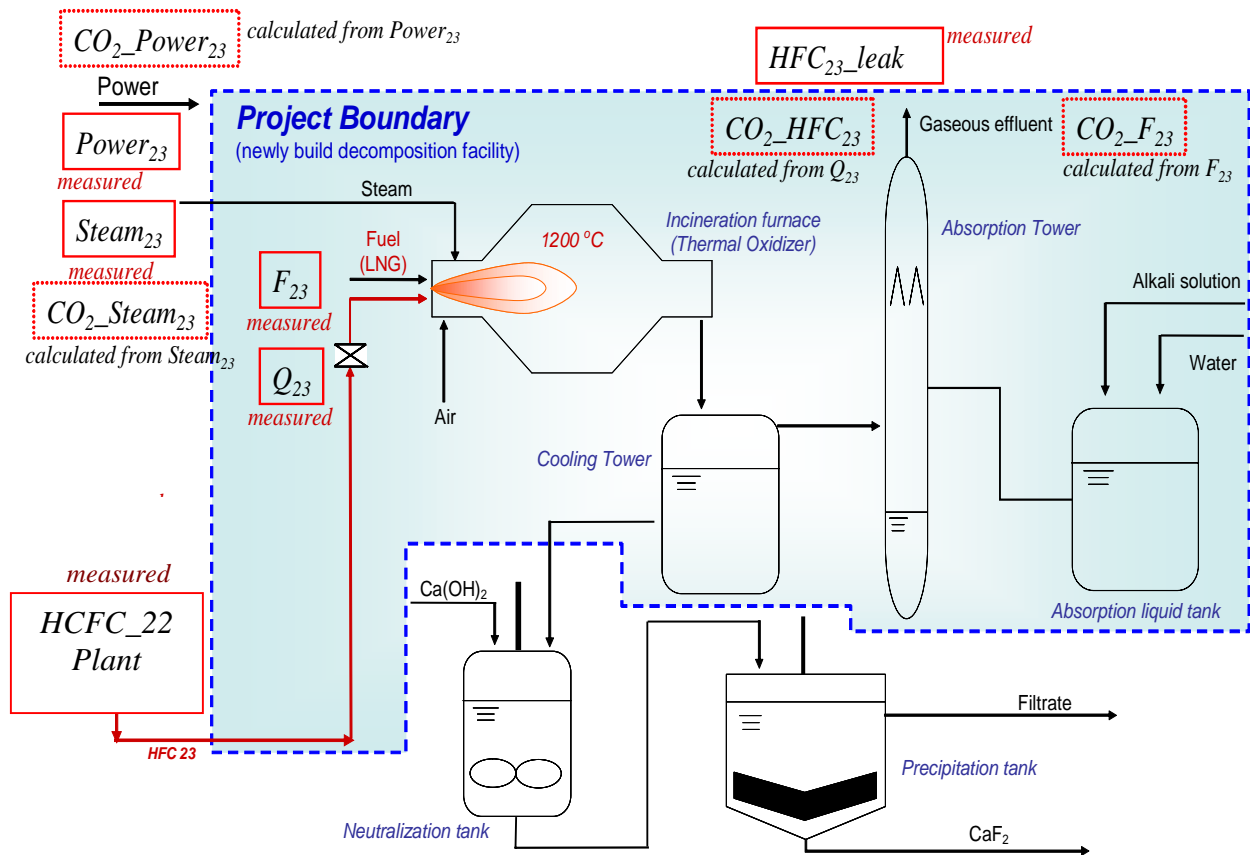 CO₂_Power₂₃
calculated from Power₂₃
Power
Power₂₃
measured
Steam₂₃
measured
CO₂_Steam₂₃
calculated from Steam₂₃
HFC₂₃_leak
measured
Project Boundary
(newly build decomposition facility)
CO₂_HFC₂₃
calculated from Q₂₃
Gaseous effluent
CO₂_F₂₃
calculated from F₂₃
Steam
1200 °C
Incineration furnace
(Thermal Oxidizer)
Absorption Tower
Fuel
(LNG)
F₂₃
measured
Q₂₃
measured
Air
Alkali solution
Water
Cooling Tower
measured
HCFC_22
Plant
HFC 23
Ca(OH)₂
Absorption liquid tank
Filtrate
Precipitation tank
Neutralization tank
CaF₂